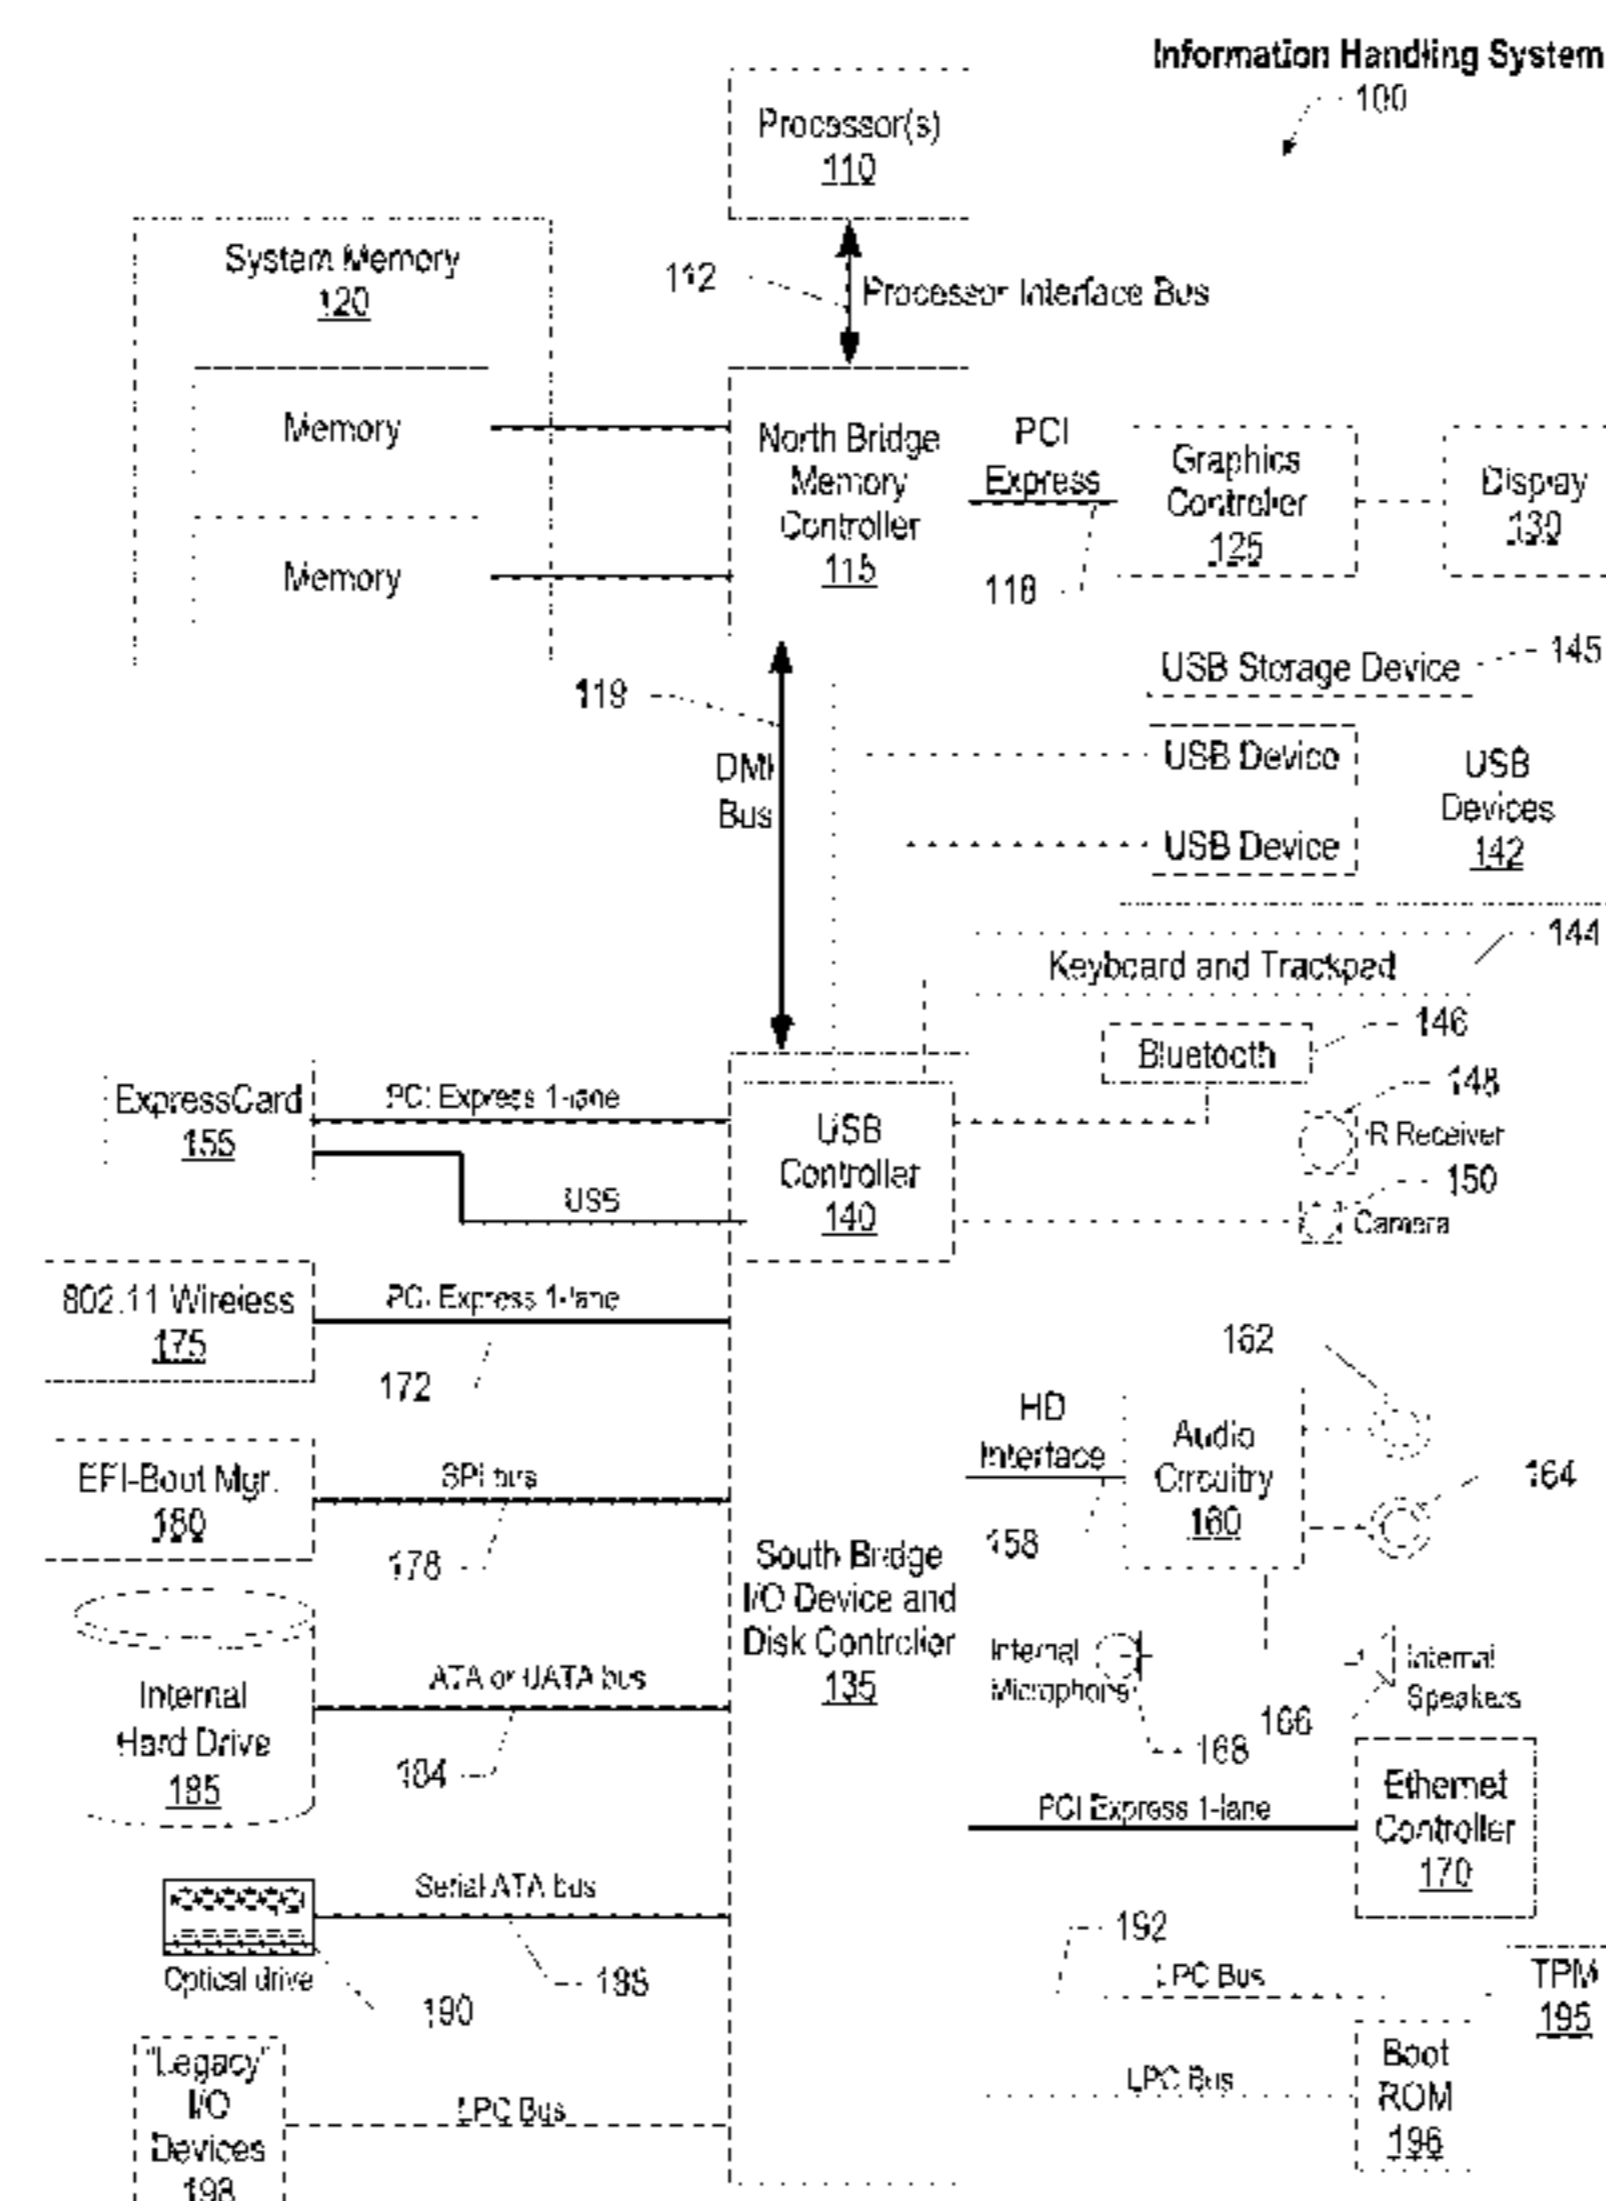 Information Handling System
100
Processor(s)
110
System Memory
120
112
Processor Interface Bus
Memory
Memory
North Bridge
Memory
Controller
115
PCI
Express
118
Graphics
Controller
125
Display
130
USB Storage Device
145
119
DMI
Bus
USB Device
USB Device
USB
Devices
142
144
Keyboard and Trackpad
146
Bluetooth
148
IR Receiver
150
Camera
ExpressCard
155
PCI Express 1-lane
USB
USB
Controller
140
802.11 Wireless
175
PCI Express 1-lane
172
162
HD
Interface
158
Audio
Circuitry
160
164
EFI-Boot Mgr.
180
SPI bus
178
South Bridge
I/O Device and
Disk Controller
135
Internal
Microphone
168
166
Internal
Speakers
Internal
Hard Drive
185
ATA or UATA bus
184
PCI Express 1-lane
Ethernet
Controller
170
Serial ATA bus
188
Optical drive
190
192
LPC Bus
TPM
195
LPC Bus
Boot
ROM
196
"Legacy"
I/O
Devices
198
LPC Bus